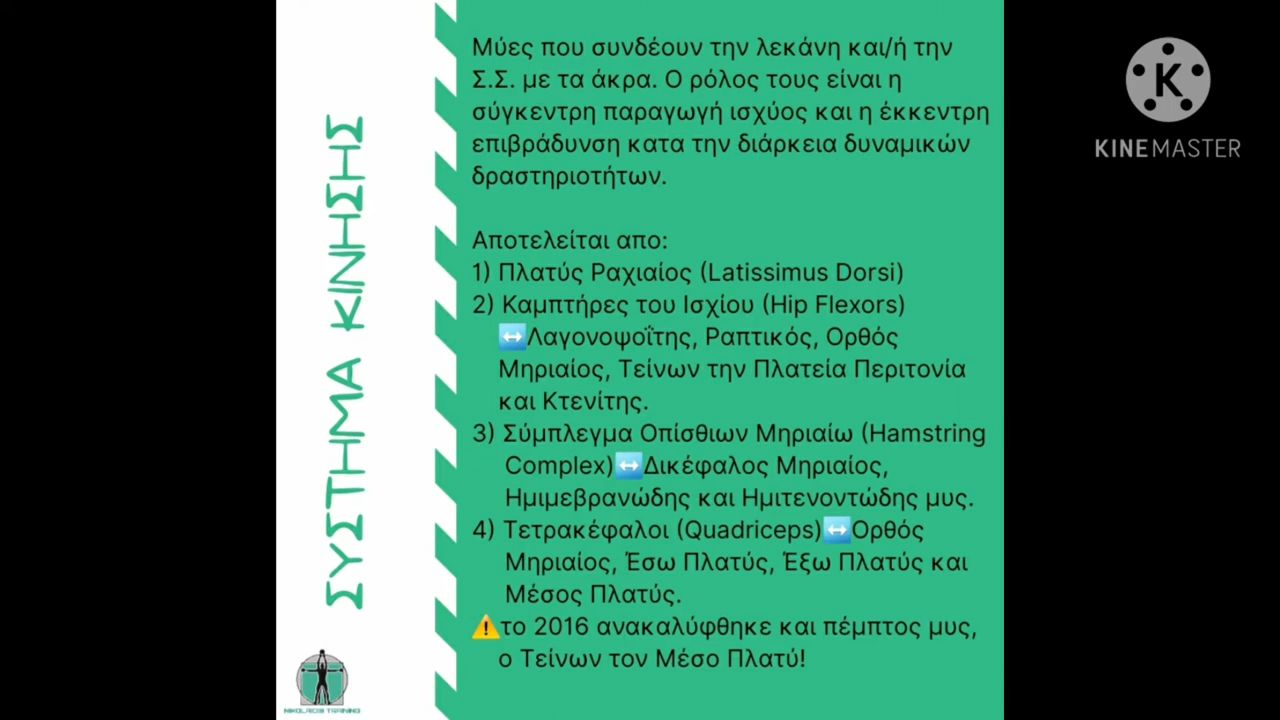 ΣΥΣΤΗΜΑ ΚΙΝΗΣΗΣ
Μύες που συνδέουν την λεκάνη και/ή την
Σ.Σ. με τα άκρα. Ο ρόλος τους είναι η
σύγκεντρη παραγωγή ισχύος και η έκκεντρη
επιβράδυνση κατα την διάρκεια δυναμικών
δραστηριοτήτων.
Αποτελείται απο:
1) Πλατύς Ραχιαίος (Latissimus Dorsi)
2) Καμπτήρες του Ισχίου (Hip Flexors)
↔️Λαγονοψοΐτης, Ραπτικός, Ορθός
Μηριαίος, Τείνων την Πλατεία Περιτονία
και Κτενίτης.
3) Σύμπλεγμα Οπίσθιων Μηριαίω (Hamstring
Complex)↔️Δικέφαλος Μηριαίος,
Ημιμεβρανώδης και Ημιτενοντώδης μυς.
4) Τετρακέφαλοι (Quadriceps)↔️Ορθός
Μηριαίος, Έσω Πλατύς, Έξω Πλατύς και
Μέσος Πλατύς.
⚠️το 2016 ανακαλύφθηκε και πέμπτος μυς,
ο Τείνων τον Μέσο Πλατύ!
K
KINEMASTER